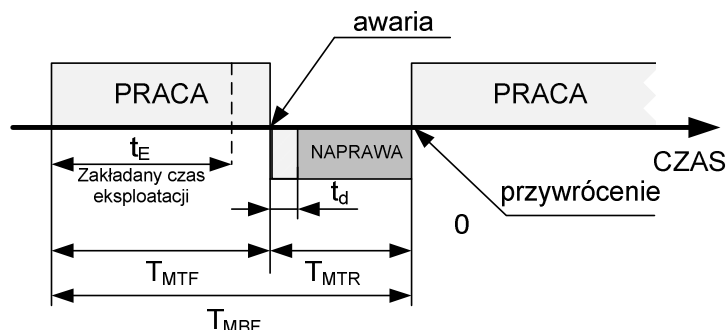 awaria
PRACA
PRACA
tE
Zakładany czas
eksploatacji
NAPRAWA
CZAS
td
przywrócenie
0
TMTF
TMTR
TMBF